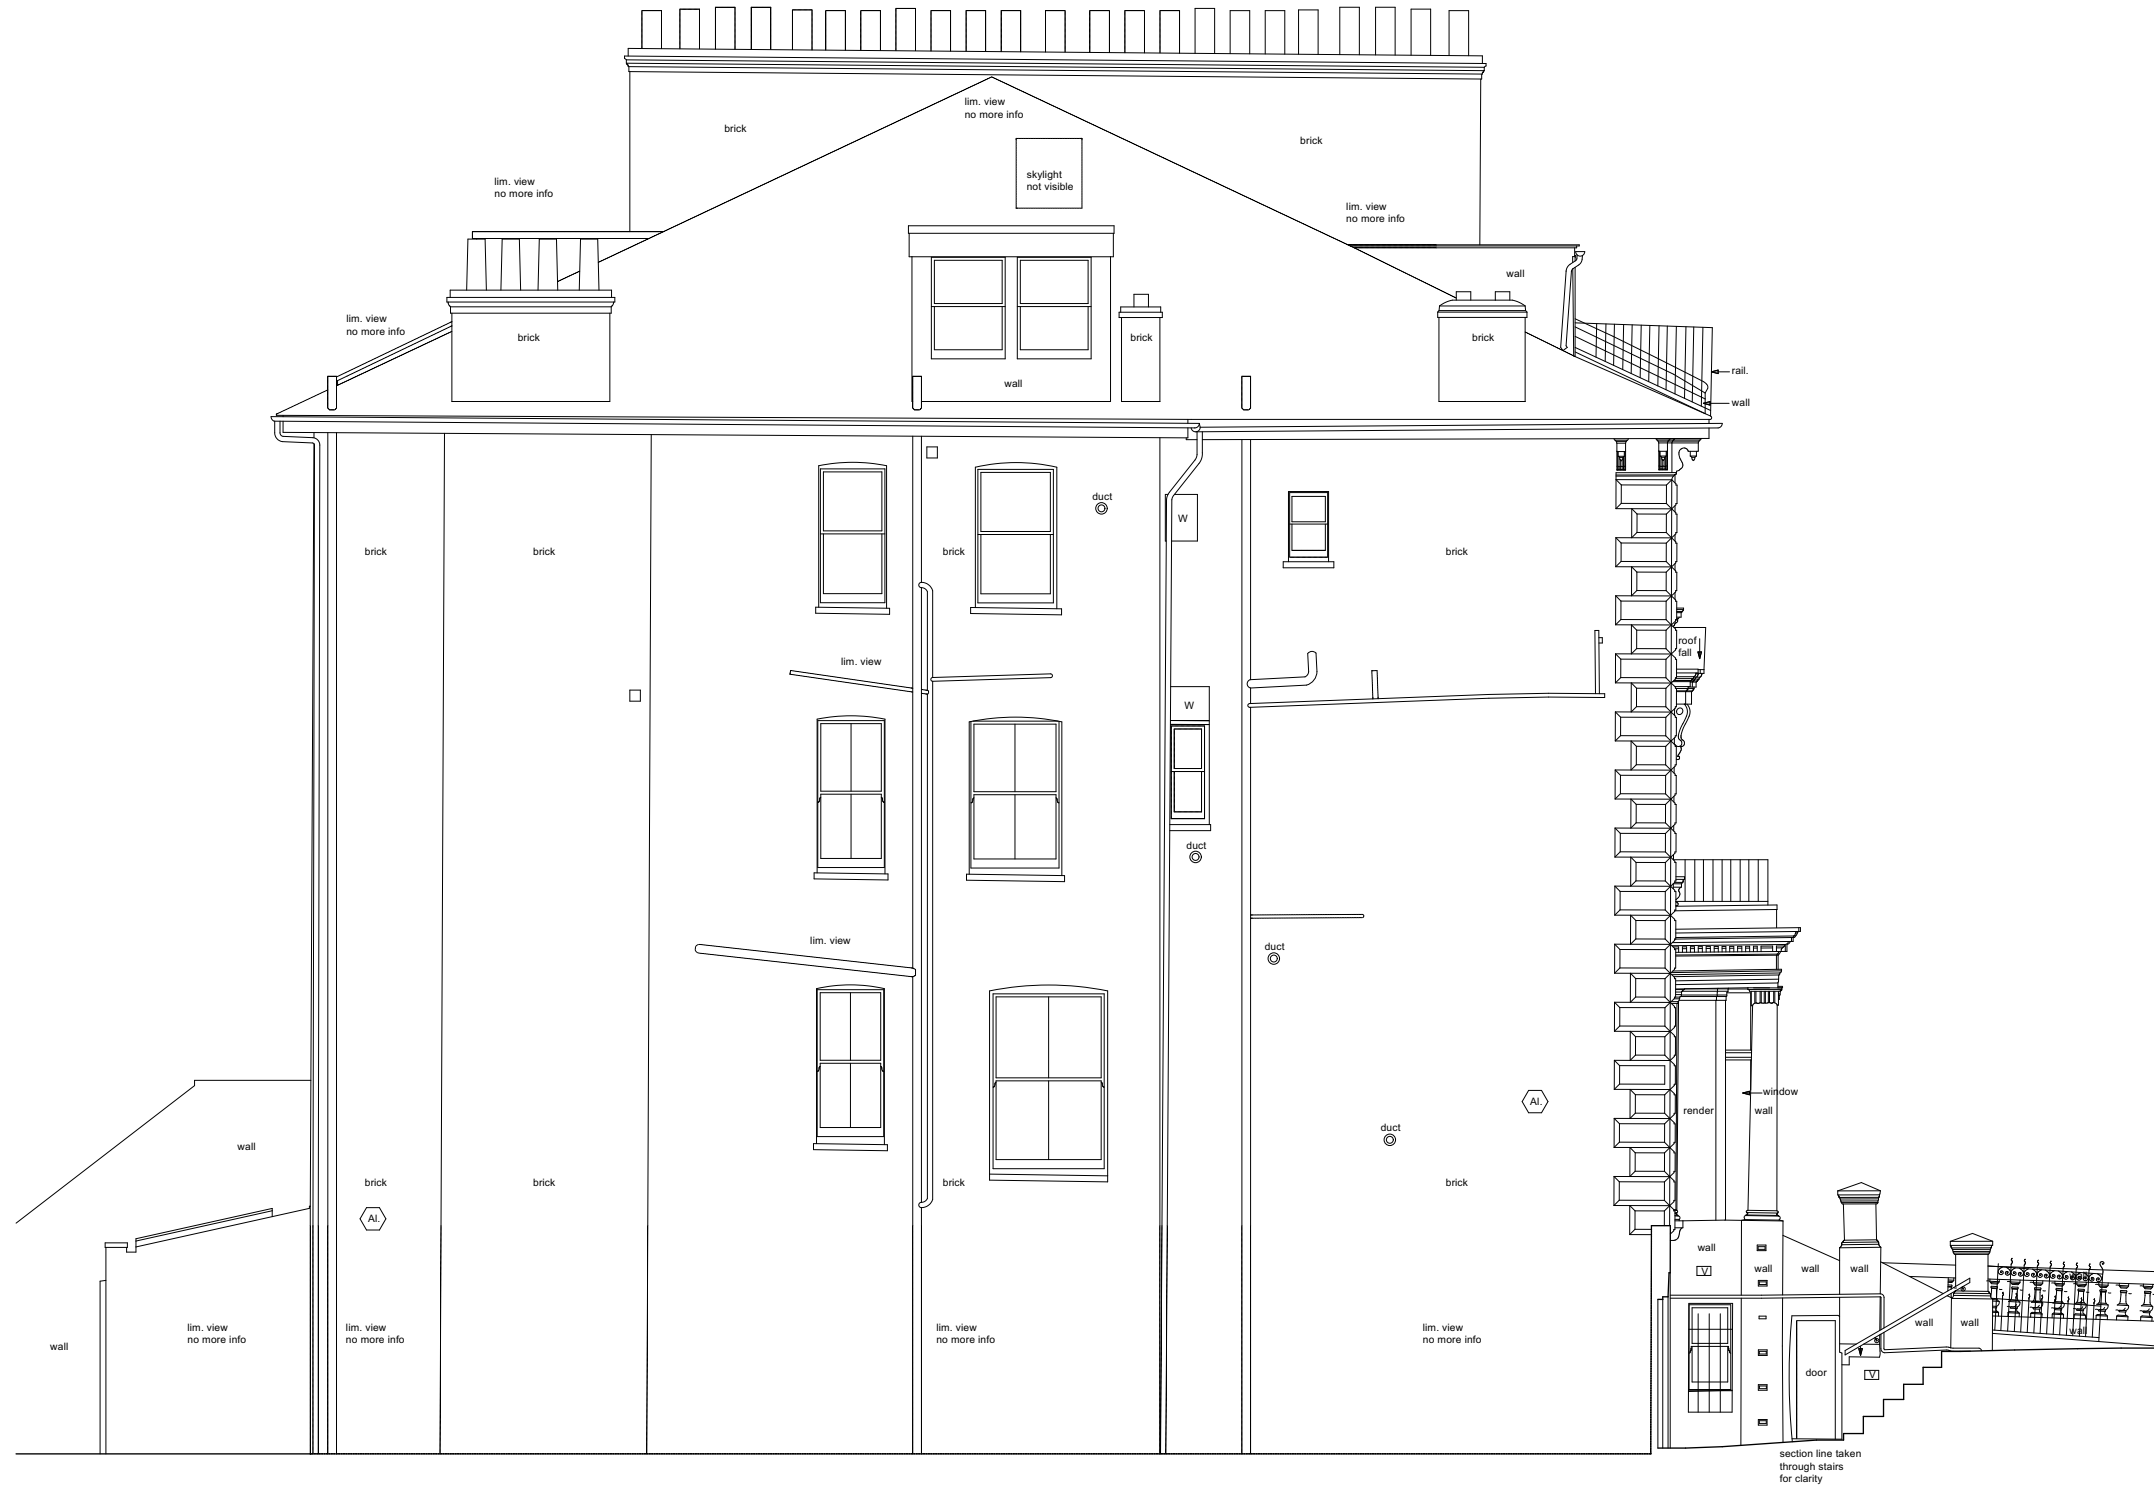 lim. view
no more info
brick
brick
skylight
not visible
lim. view
no more info
lim. view
no more info
wall
lim. view
no more info
brick
brick
brick
rail.
wall
wall
duct
W
brick
brick
brick
brick
roof
fall
lim. view
W
duct
lim. view
duct
window
Al.
render
wall
duct
wall
brick
brick
brick
brick
Al.
wall
V
wall
wall
wall
lim. view
no more info
lim. view
no more info
lim. view
no more info
lim. view
no more info
wall
wall
wall
wall
door
V
section line taken
through stairs
for clarity